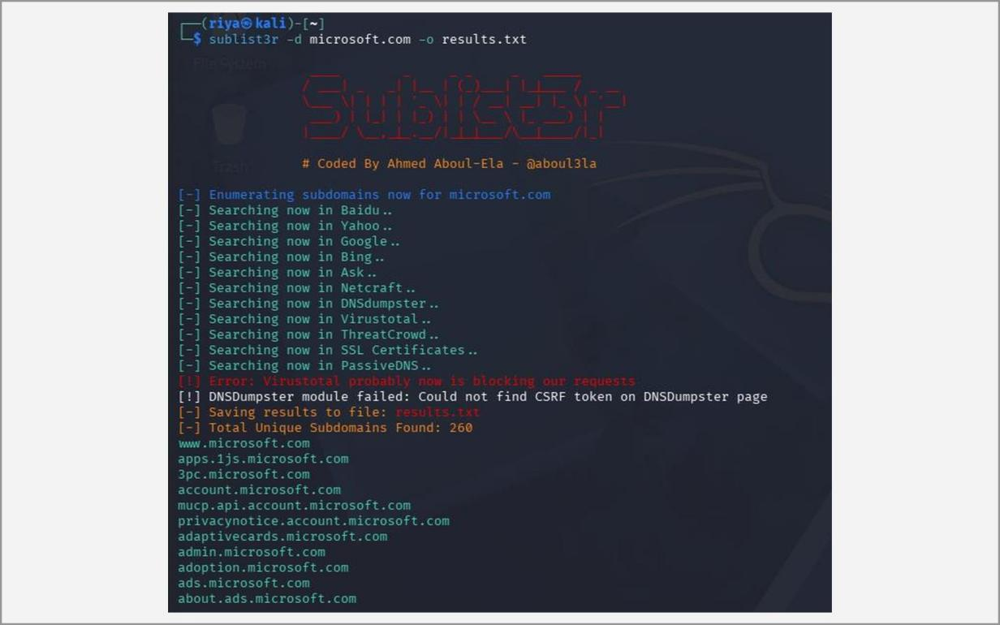 ┌──(riya㉿kali)-[~]
└─$ sublist3r -d microsoft.com -o results.txt
File System
Sublist3r
Trash
# Coded By Ahmed Aboul-Ela - @aboul3la
[-] Enumerating subdomains now for microsoft.com
[-] Searching now in Baidu..
[-] Searching now in Yahoo..
[-] Searching now in Google..
[-] Searching now in Bing..
[-] Searching now in Ask..
[-] Searching now in Netcraft..
[-] Searching now in DNSdumpster..
[-] Searching now in Virustotal..
[-] Searching now in ThreatCrowd..
[-] Searching now in SSL Certificates..
[-] Searching now in PassiveDNS..
[!] Error: Virustotal probably now is blocking our requests
[!] DNSDumpster module failed: Could not find CSRF token on DNSDumpster page
[-] Saving results to file: results.txt
[-] Total Unique Subdomains Found: 260
www.microsoft.com
apps.1js.microsoft.com
3pc.microsoft.com
account.microsoft.com
mucp.api.account.microsoft.com
privacynotice.account.microsoft.com
adaptivecards.microsoft.com
admin.microsoft.com
adoption.microsoft.com
ads.microsoft.com
about.ads.microsoft.com